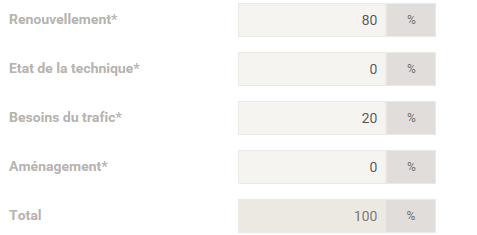 Renouvellement* 80 %
Etat de la technique* 0 %
Besoins du trafic* 20 %
Aménagement* 0 %
Total 100 %